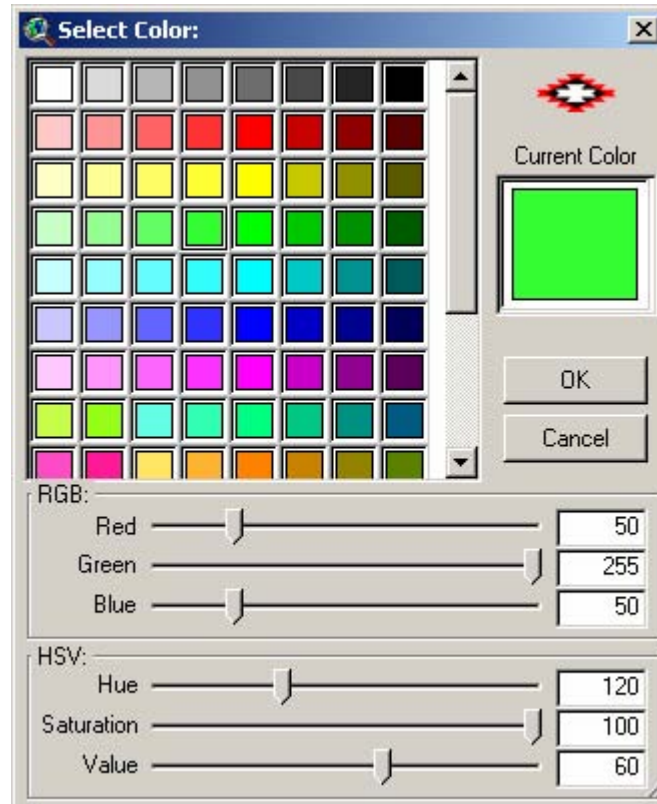 Select Color:
Current Color
OK
Cancel
RGB:
Red 50
Green 255
Blue 50
HSV:
Hue 120
Saturation 100
Value 60